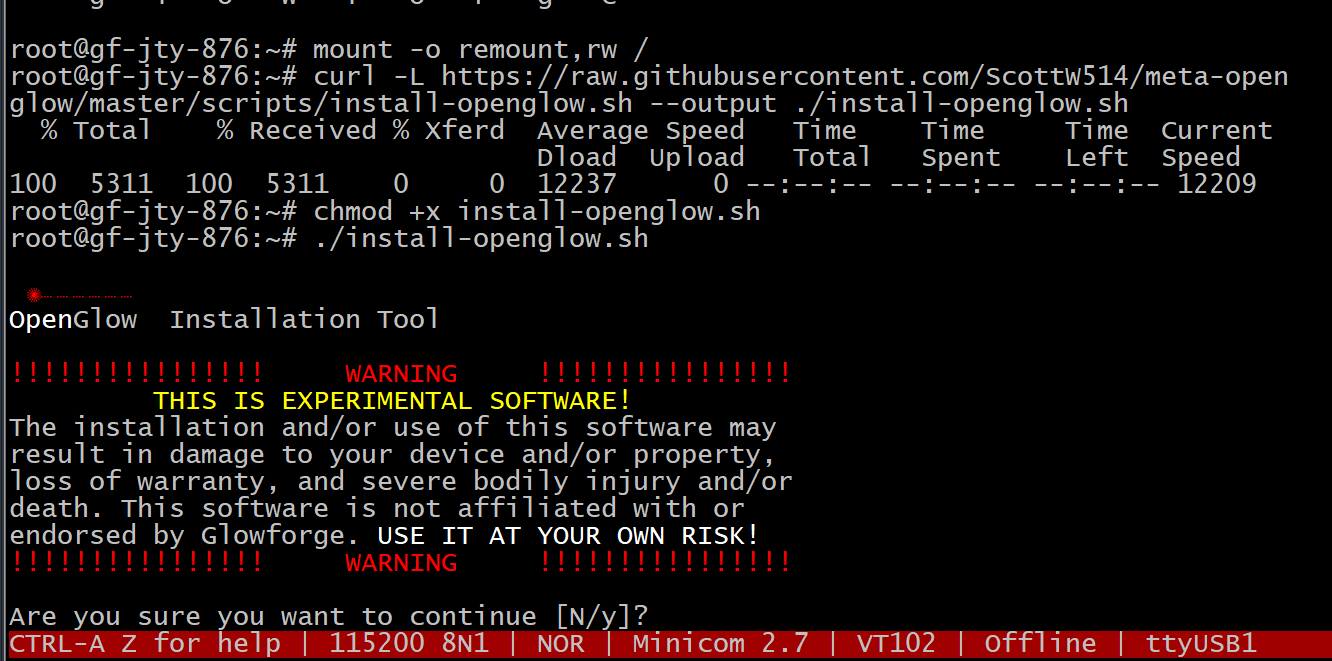 root@gf-jty-876:~# mount -o remount,rw /
root@gf-jty-876:~# curl -L https://raw.githubusercontent.com/ScottW514/meta-open
glow/master/scripts/install-openglow.sh --output ./install-openglow.sh
% Total % Received % Xferd Average Speed Time Time Time Current
Dload Upload Total Spent Left Speed
100 5311 100 5311 0 0 12237 0 --:--:-- --:--:-- --:--:-- 12209
root@gf-jty-876:~# chmod +x install-openglow.sh
root@gf-jty-876:~# ./install-openglow.sh
OpenGlow Installation Tool
!!!!!!!!!!!!!!!! WARNING !!!!!!!!!!!!!!!!
THIS IS EXPERIMENTAL SOFTWARE!
The installation and/or use of this software may
result in damage to your device and/or property,
loss of warranty, and severe bodily injury and/or
death. This software is not affiliated with or
endorsed by Glowforge. USE IT AT YOUR OWN RISK!
!!!!!!!!!!!!!!!! WARNING !!!!!!!!!!!!!!!!
Are you sure you want to continue [N/y]?
CTRL-A Z for help | 115200 8N1 | NOR | Minicom 2.7 | VT102 | Offline | ttyUSB1